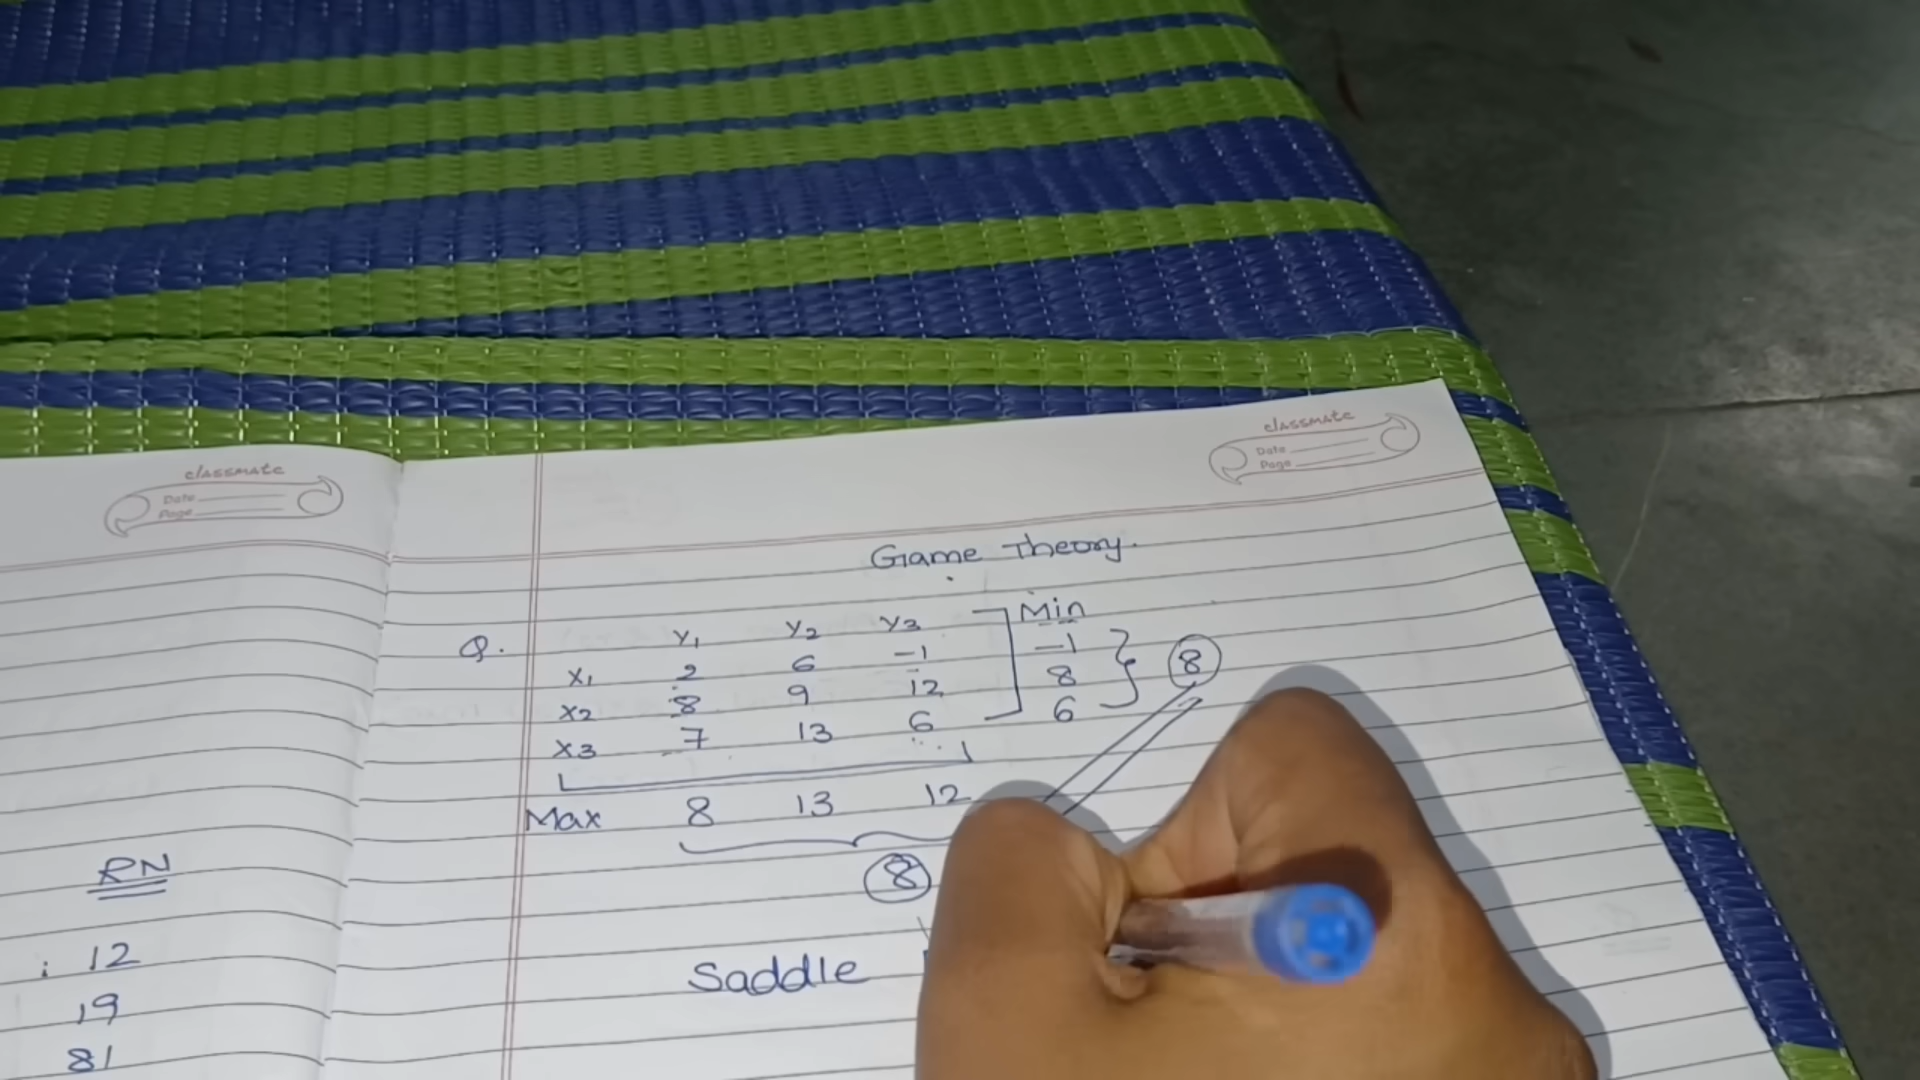 classmate
Date
Page
RN
: 12
19
81
classmate
Date
Page
Game Theory.
Q. Y1 Y2 Y3 Min
X1 2 6 -1 -1
X2 8 9 12 8 8
X3 7 13 6 6
Max 8 13 12
8
Saddle